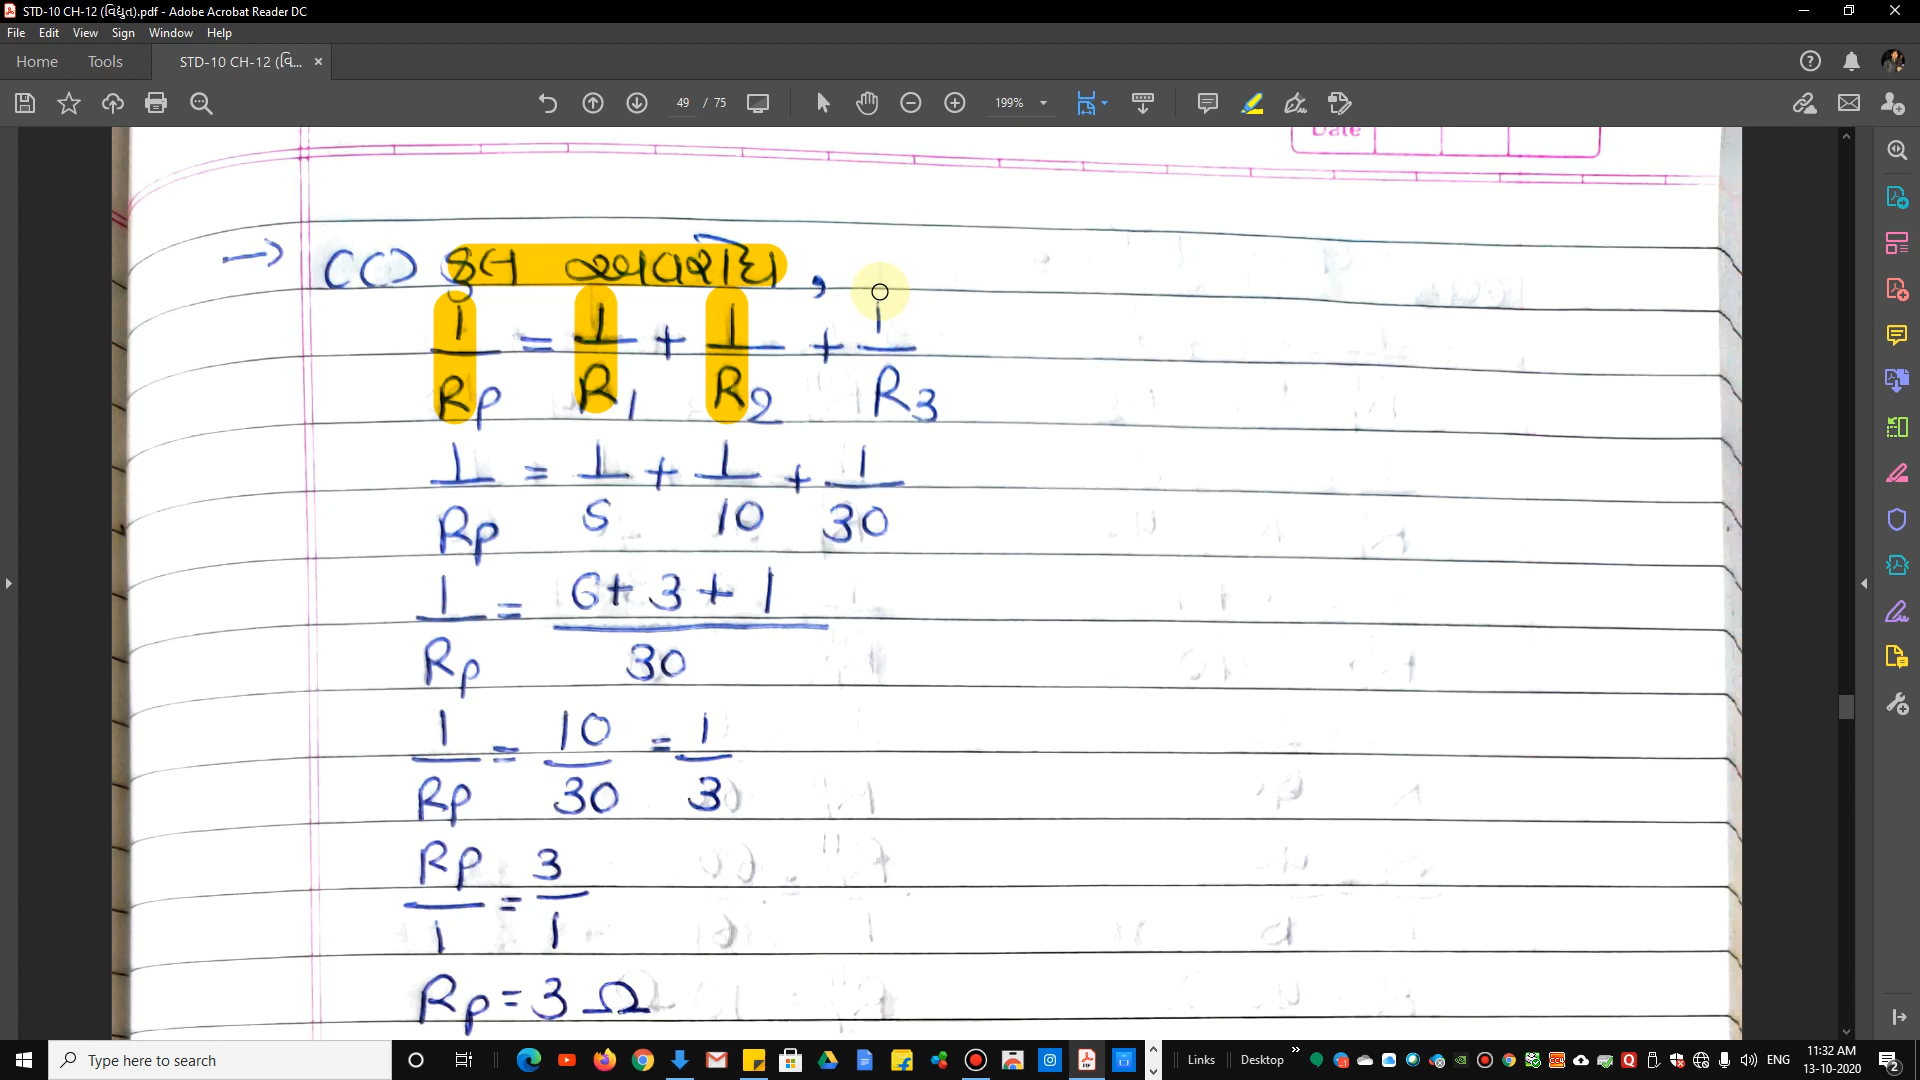 STD-10 CH-12 (વિદ્યુત).pdf - Adobe Acrobat Reader DC
File Edit View Sign Window Help
Home Tools STD-10 CH-12 (વિ... ×
49 / 75 199%
Date
→ (C) કુલ અવરોધ,
1/Rp = 1/R1 + 1/R2 + 1/R3
1/Rp = 1/5 + 1/10 + 1/30
1/Rp = 6+3+1/30
1/Rp = 10/30 = 1/3
Rp/1 = 3/1
Rp = 3 Ω
Type here to search Links Desktop » ENG 11:32 AM
13-10-2020 2